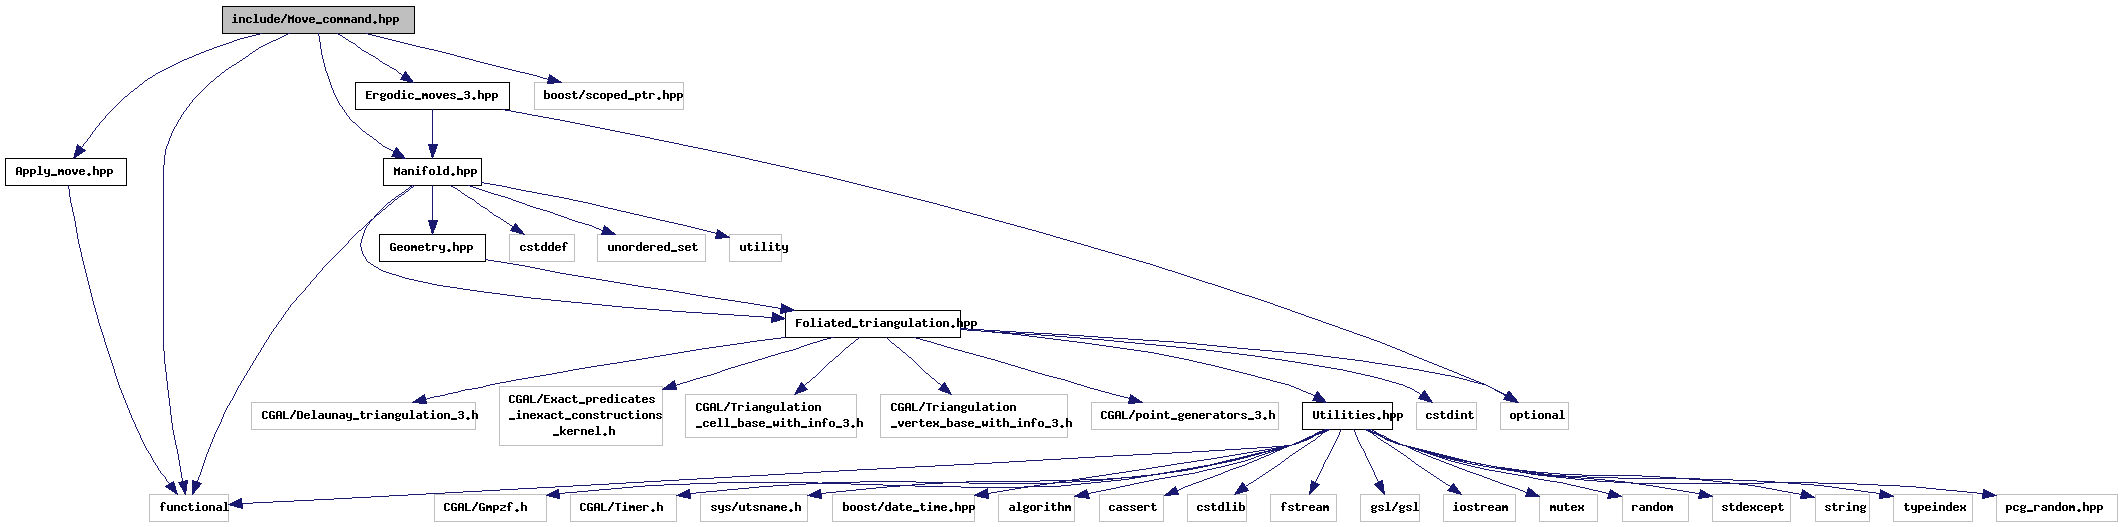 include/Move_command.hpp
Ergodic_moves_3.hpp
boost/scoped_ptr.hpp
Apply_move.hpp
Manifold.hpp
Geometry.hpp
cstddef
unordered_set
utility
Foliated_triangulation.hpp
CGAL/Delaunay_triangulation_3.h
CGAL/Exact_predicates
_inexact_constructions
_kernel.h
CGAL/Triangulation
_cell_base_with_info_3.h
CGAL/Triangulation
_vertex_base_with_info_3.h
CGAL/point_generators_3.h
Utilities.hpp
cstdint
optional
functional
CGAL/Gmpzf.h
CGAL/Timer.h
sys/utsname.h
boost/date_time.hpp
algorithm
cassert
cstdlib
fstream
gsl/gsl
iostream
mutex
random
stdexcept
string
typeindex
pcg_random.hpp